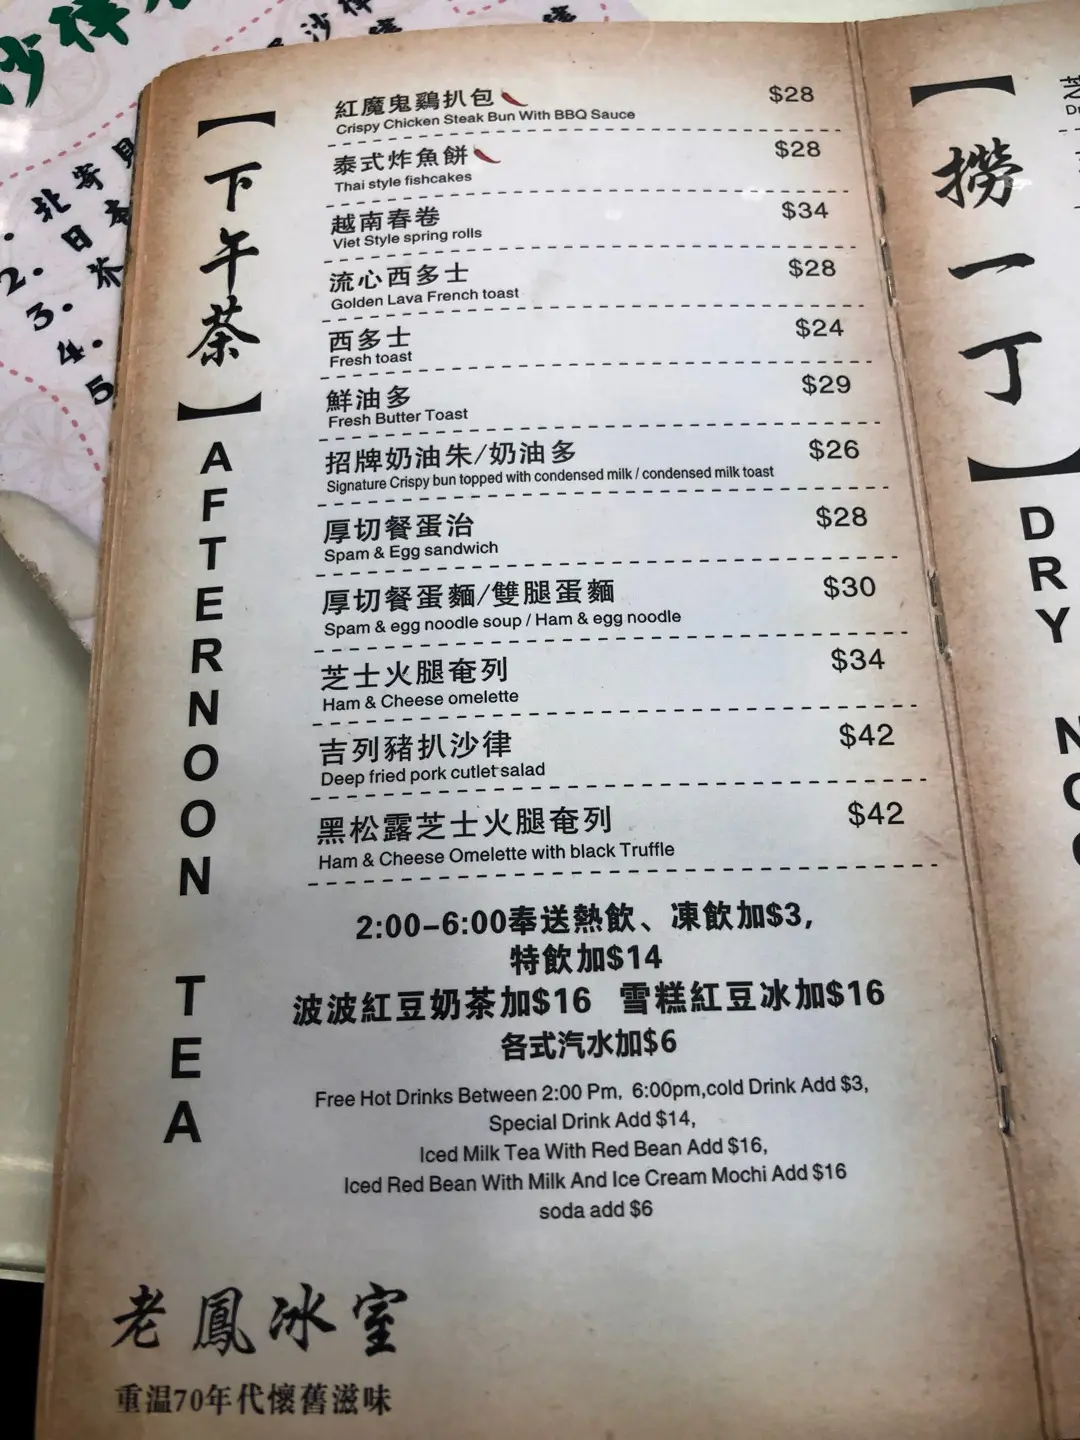 【下午茶】
AFTERNOON TEA
紅魔鬼鷄扒包 $28
Crispy Chicken Steak Bun With BBQ Sauce
泰式炸魚餅 $28
Thai style fishcakes
越南春卷 $34
Viet Style spring rolls
流心西多士 $28
Golden Lava French toast
西多士 $24
Fresh toast
鮮油多 $29
Fresh Butter Toast
招牌奶油朱/奶油多 $26
Signature Crispy bun topped with condensed milk / condensed milk toast
厚切餐蛋治 $28
Spam & Egg sandwich
厚切餐蛋麵/雙腿蛋麵 $30
Spam & egg noodle soup / Ham & egg noodle
芝士火腿奄列 $34
Ham & Cheese omelette
吉列豬扒沙律 $42
Deep fried pork cutlet salad
黑松露芝士火腿奄列 $42
Ham & Cheese Omelette with black Truffle
2:00-6:00奉送熱飲、凍飲加$3,
特飲加$14
波波紅豆奶茶加$16 雪糕紅豆冰加$16
各式汽水加$6
Free Hot Drinks Between 2:00 Pm, 6:00pm,cold Drink Add $3,
Special Drink Add $14,
Iced Milk Tea With Red Bean Add $16,
Iced Red Bean With Milk And Ice Cream Mochi Add $16
soda add $6
老鳳冰室
重温70年代懷舊滋味
【撈一丁】
DRY
2. 日本
3.
4.
5